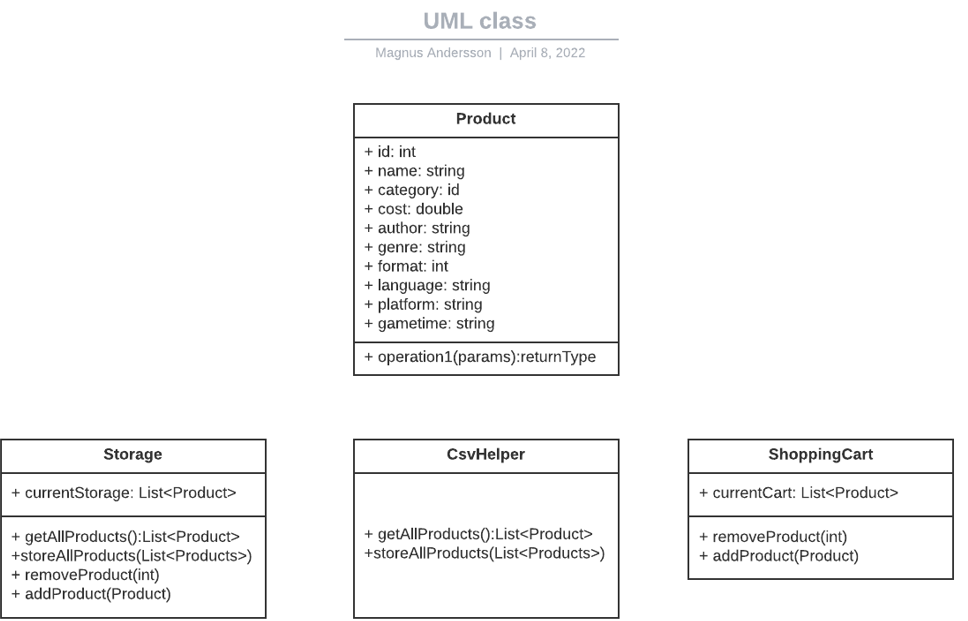 UML class
Magnus Andersson | April 8, 2022
Product
+ id: int
+ name: string
+ category: id
+ cost: double
+ author: string
+ genre: string
+ format: int
+ language: string
+ platform: string
+ gametime: string
+ operation1(params):returnType
Storage
+ currentStorage: List<Product>
+ getAllProducts():List<Product>
+storeAllProducts(List<Products>)
+ removeProduct(int)
+ addProduct(Product)
CsvHelper
+ getAllProducts():List<Product>
+storeAllProducts(List<Products>)
ShoppingCart
+ currentCart: List<Product>
+ removeProduct(int)
+ addProduct(Product)